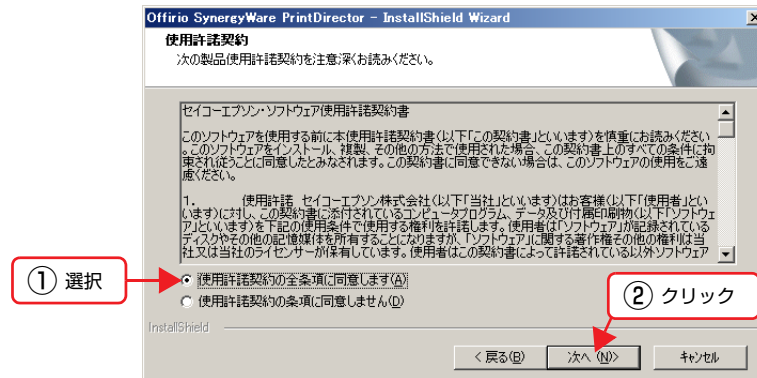 Offirio SynergyWare PrintDirector - InstallShield Wizard
使用許諾契約
次の製品使用許諾契約を注意深くお読みください。
セイコーエプソン・ソフトウェア使用許諾契約書
このソフトウェアを使用する前に本使用許諾契約書(以下「この契約書」といいます)を慎重にお読みください
。このソフトウェアをインストール、複製、その他の方法で使用された場合、この契約書上のすべての条件に拘
束され従うことに同意したとみなされます。この契約書に同意できない場合は、このソフトウェアの使用をご遠
慮ください。
1. 使用許諾 セイコーエプソン株式会社(以下「当社」といいます)はお客様(以下「使用者」とい
います)に対し、この契約書に添付されているコンピュータプログラム、データ及び付属印刷物(以下「ソフトウェ
ア」といいます)を下記の使用条件で使用する権利を許諾します。使用者は「ソフトウェア」が記録されている
ディスクやその他の記憶媒体を所有することになりますが、「ソフトウェア」に関する著作権その他の権利は当
社又は当社のライセンサーが保有しています。使用者はこの契約書によって許諾されている以外ソフトウェア
① 選択
使用許諾契約の全条項に同意します(A)
使用許諾契約の条項に同意しません(D)
② クリック
InstallShield
< 戻る(B)
次へ (N)>
キャンセル